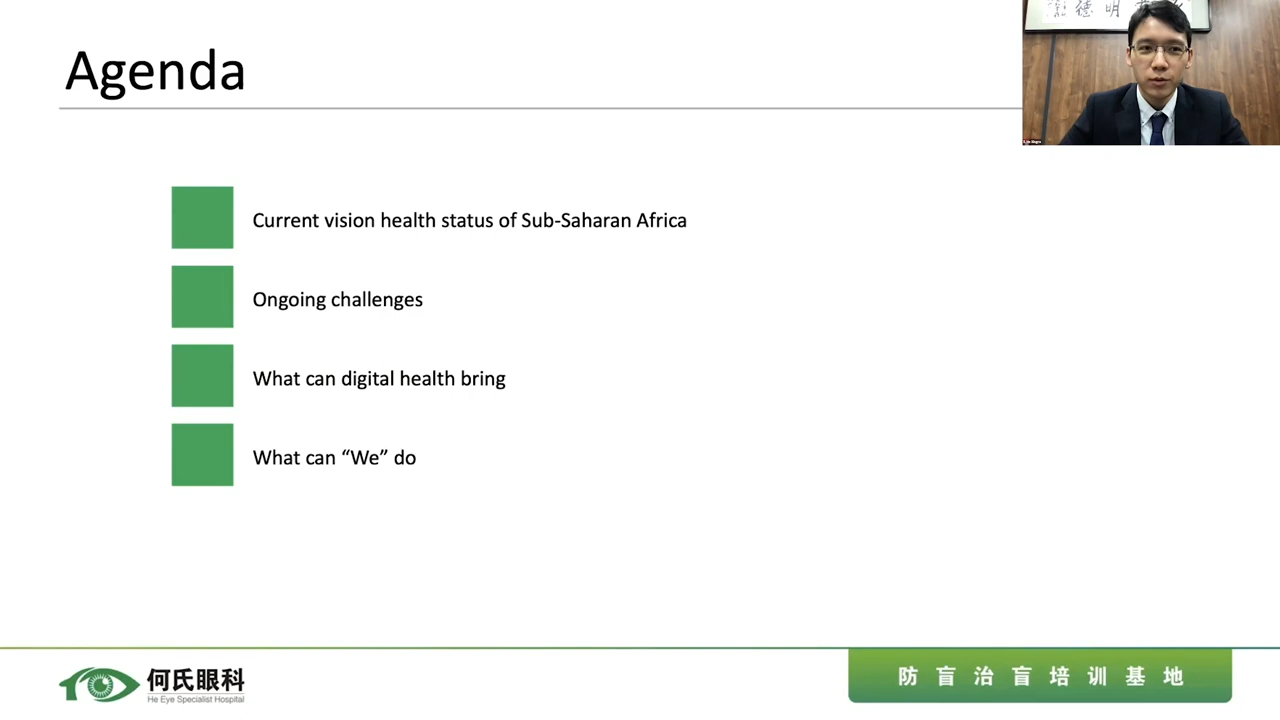 Agenda
Current vision health status of Sub-Saharan Africa
Ongoing challenges
What can digital health bring
What can “We” do
何氏眼科
He Eye Specialist Hospital
防盲治盲培训基地